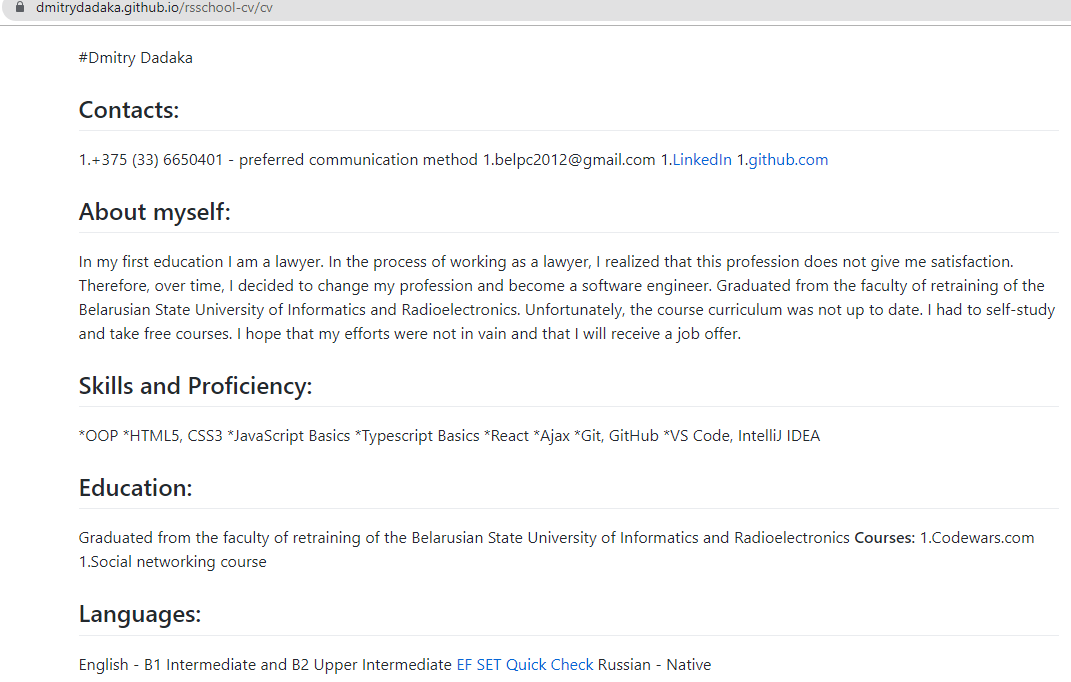 dmitrydadaka.github.io/rsschool-cv/cv
#Dmitry Dadaka
Contacts:
1.+375 (33) 6650401 - preferred communication method 1.belpc2012@gmail.com 1.LinkedIn 1.github.com
About myself:
In my first education I am a lawyer. In the process of working as a lawyer, I realized that this profession does not give me satisfaction.
Therefore, over time, I decided to change my profession and become a software engineer. Graduated from the faculty of retraining of the
Belarusian State University of Informatics and Radioelectronics. Unfortunately, the course curriculum was not up to date. I had to self-study
and take free courses. I hope that my efforts were not in vain and that I will receive a job offer.
Skills and Proficiency:
*OOP *HTML5, CSS3 *JavaScript Basics *Typescript Basics *React *Ajax *Git, GitHub *VS Code, IntelliJ IDEA
Education:
Graduated from the faculty of retraining of the Belarusian State University of Informatics and Radioelectronics Courses: 1.Codewars.com
1.Social networking course
Languages:
English - B1 Intermediate and B2 Upper Intermediate EF SET Quick Check Russian - Native